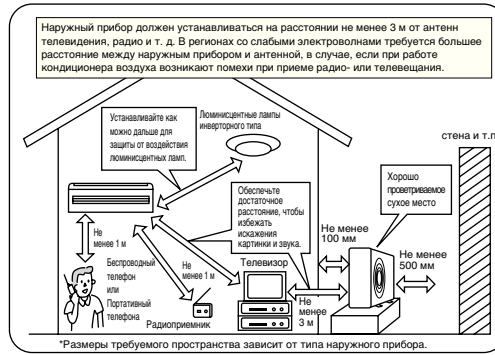 Наружный прибор должен устанавливаться на расстоянии не менее 3 м от антенн
телевидения, радио и т. д. В регионах со слабыми электроволнами требуется большее
расстояние между наружным прибором и антенной, в случае, если при работе
кондиционера воздуха возникают помехи при приеме радио- или телевещания.
Устанавливайте как
можно дальше для
защиты от воздействия
люминисцентных ламп.
Люминисцентные лампы
инверторного типа
стена и т.п
Обеспечьте
достаточное
расстояние, чтобы
избежать
искажения
картинки и звука.
Хорошо
проветриваемое
сухое место
Не
менее 1 м
Беспроводный
телефон
или
Портативный
телефона
Не
менее 1 м
Радиоприемник
Телевизор
Не
менее
3 м
Не менее
100 мм
Не менее
500 мм
*Размеры требуемого пространства зависит от типа наружного прибора.